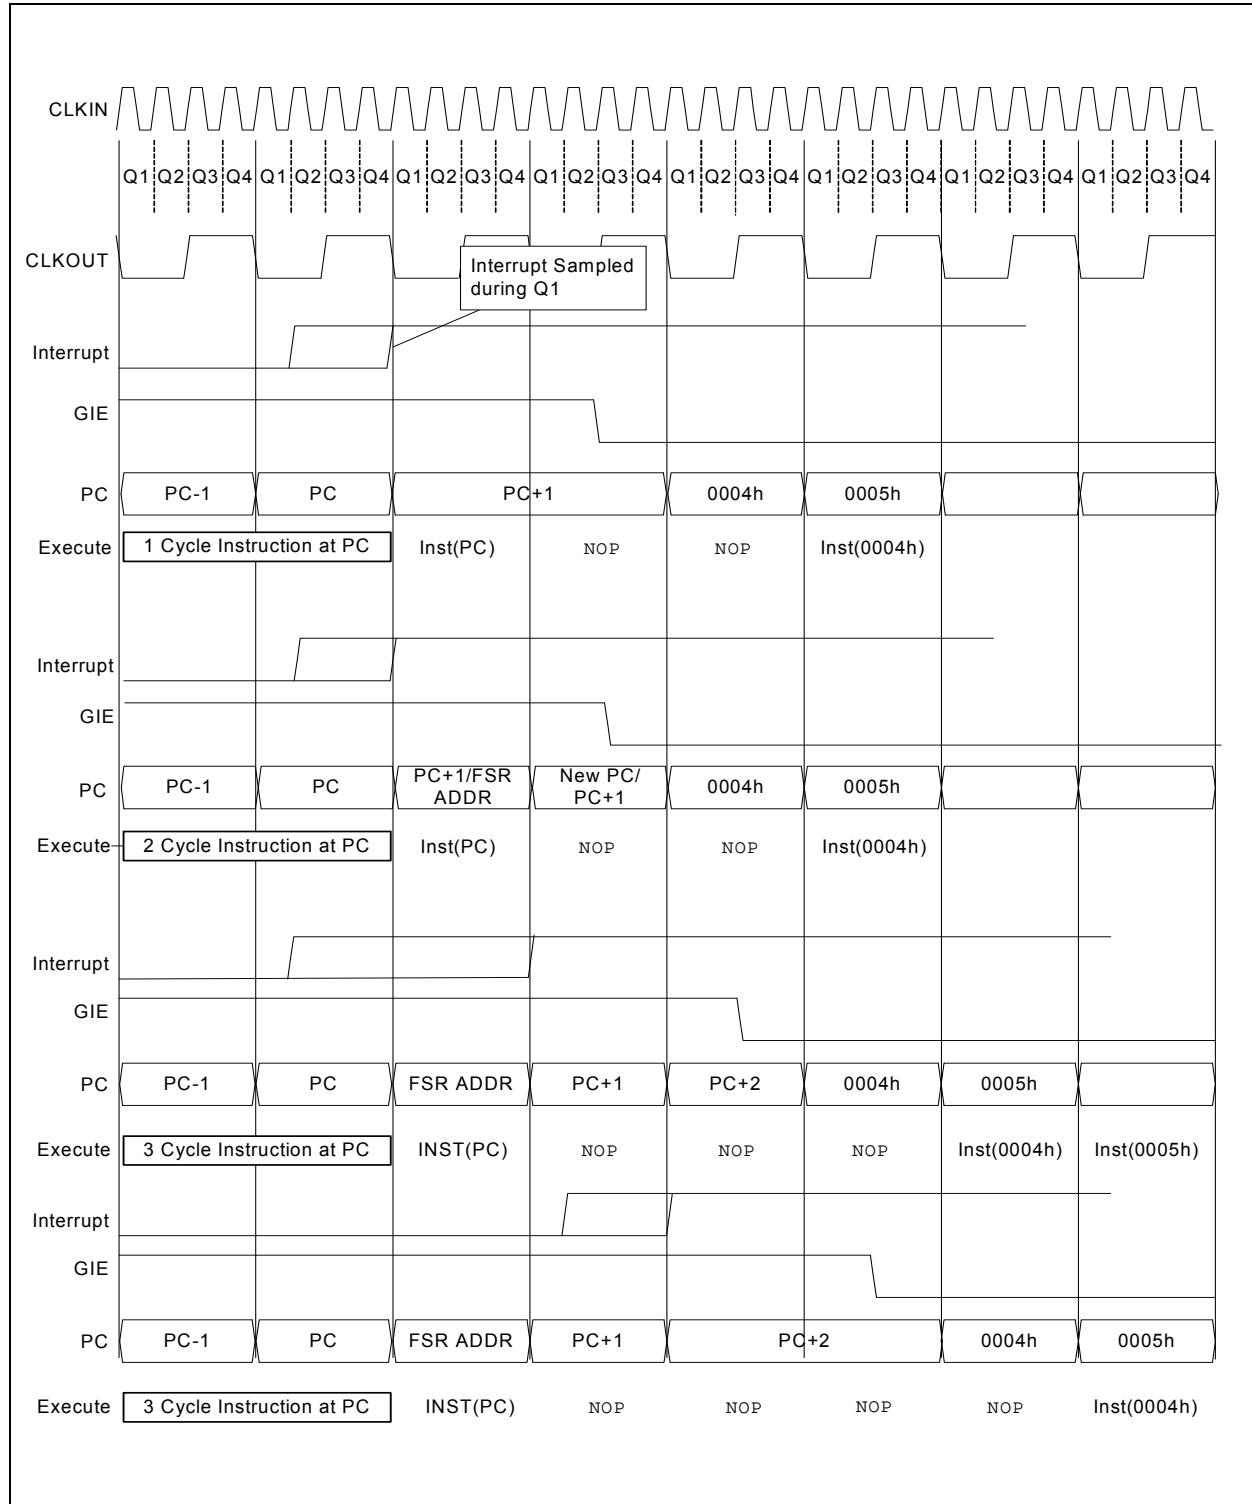 CLKIN
Q1 Q2 Q3 Q4 Q1 Q2 Q3 Q4 Q1 Q2 Q3 Q4 Q1 Q2 Q3 Q4 Q1 Q2 Q3 Q4 Q1 Q2 Q3 Q4 Q1 Q2 Q3 Q4 Q1 Q2 Q3 Q4
CLKOUT
Interrupt Sampled
during Q1
Interrupt
GIE
PC PC-1 PC PC+1 0004h 0005h
Execute 1 Cycle Instruction at PC Inst(PC) NOP NOP Inst(0004h)
Interrupt
GIE
PC PC-1 PC PC+1/FSR ADDR New PC/ PC+1 0004h 0005h
Execute 2 Cycle Instruction at PC Inst(PC) NOP NOP Inst(0004h)
Interrupt
GIE
PC PC-1 PC FSR ADDR PC+1 PC+2 0004h 0005h
Execute 3 Cycle Instruction at PC INST(PC) NOP NOP NOP Inst(0004h) Inst(0005h)
Interrupt
GIE
PC PC-1 PC FSR ADDR PC+1 PC+2 0004h 0005h
Execute 3 Cycle Instruction at PC INST(PC) NOP NOP NOP NOP Inst(0004h)